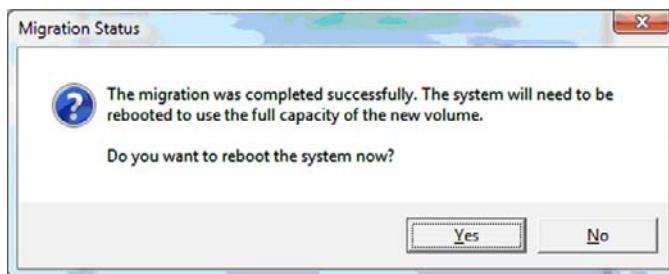 Migration Status
The migration was completed successfully. The system will need to be
rebooted to use the full capacity of the new volume.
Do you want to reboot the system now?
Yes
No